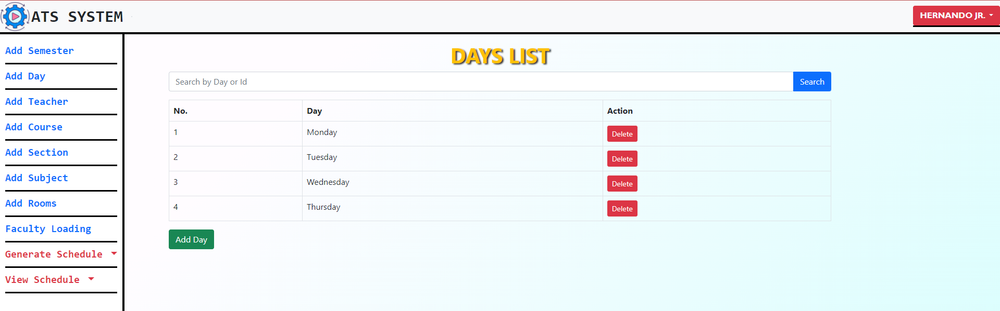 ATS SYSTEM
HERNANDO JR.
Add Semester
Add Day
Add Teacher
Add Course
Add Section
Add Subject
Add Rooms
Faculty Loading
Generate Schedule
View Schedule
DAYS LIST
Search by Day or Id
Search
No. Day Action
1 Monday Delete
2 Tuesday Delete
3 Wednesday Delete
4 Thursday Delete
Add Day